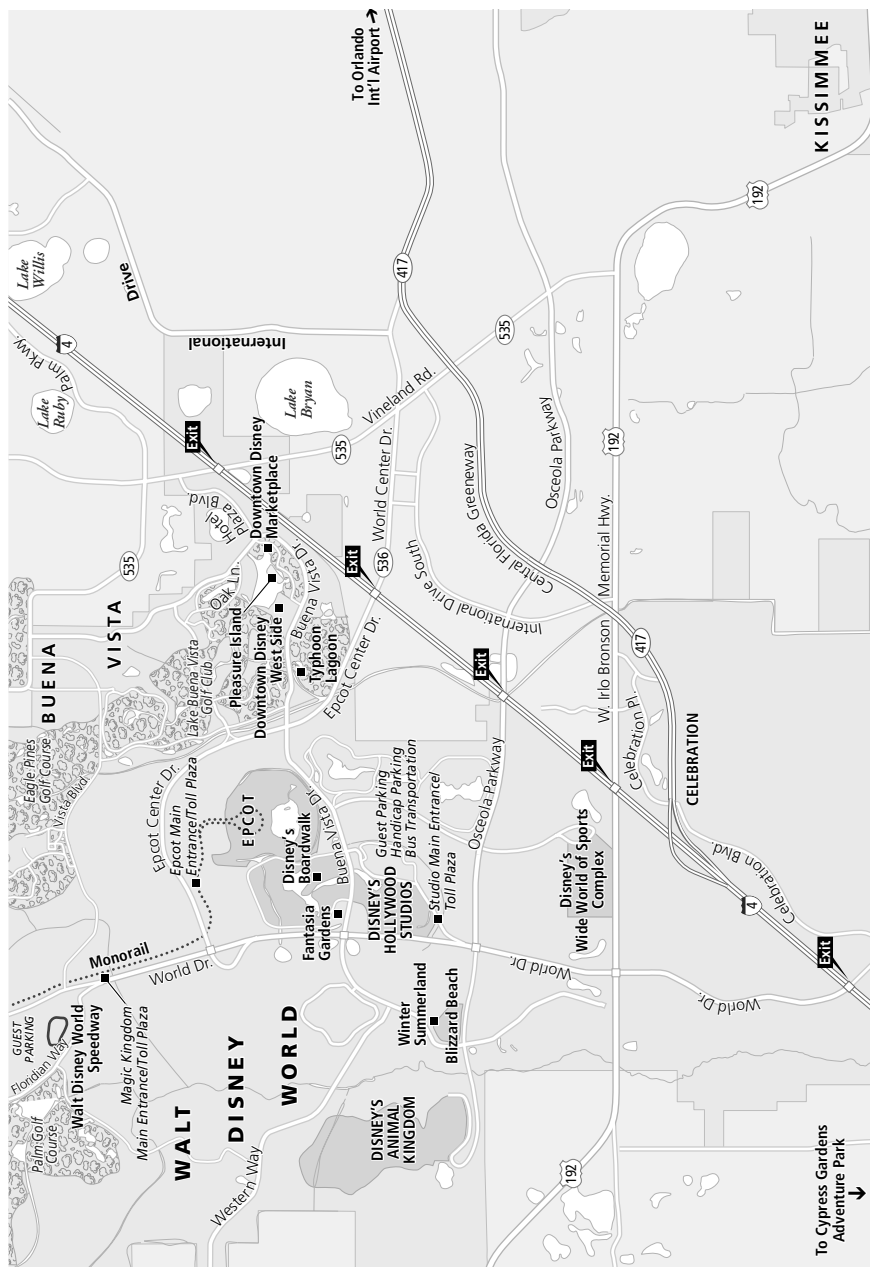 To Orlando
Int'l Airport →
KISSIMMEE
192
Lake
Willis
Drive
417
4
Palm Pkwy.
International
535
Lake
Ruby
Lake
Bryan
Vineland Rd.
Osceola Parkway
Exit
535
192
Hotel
Plaza Blvd.
Downtown Disney
Marketplace
World Center Dr.
Central Florida Greeneway
Memorial Hwy.
535
Oak Ln.
Buena Vista Dr.
Exit
536
International Drive South
BUENA
VISTA
Pleasure Island
Downtown Disney
West Side
Typhoon
Lagoon
Lake Buena Vista
Golf Club
Epcot Center Dr.
Exit
W. Irlo Bronson
417
Eagle Pines
Golf Course
Vista Blvd.
Epcot Center Dr.
Epcot Main
Entrance/Toll Plaza
EPCOT
Disney's
Boardwalk
Buena Vista Dr.
Guest Parking
Handicap Parking
Bus Transportation
Osceola Parkway
Exit
Celebration Pl.
CELEBRATION
Fantasia
Gardens
DISNEY'S
HOLLYWOOD
STUDIOS
Studio Main Entrance/
Toll Plaza
Disney's
Wide World of Sports
Complex
Celebration Blvd.
4
Exit
Monorail
World Dr.
World Dr.
World Dr.
GUEST
PARKING
Floridian Way
Walt Disney World
Speedway
Magic Kingdom
Main Entrance/Toll Plaza
Winter
Summerland
Blizzard Beach
WALT
DISNEY
WORLD
Palm Golf
Course
Western Way
DISNEY'S
ANIMAL
KINGDOM
192
To Cypress Gardens
Adventure Park
←